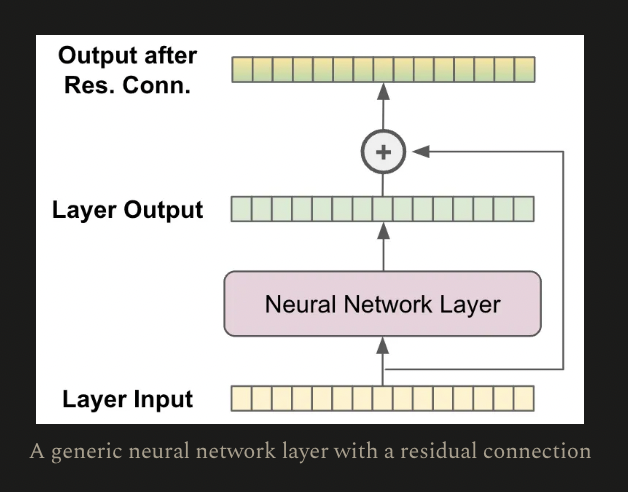 Output after
Res. Conn.
+
Layer Output
Neural Network Layer
Layer Input
A generic neural network layer with a residual connection